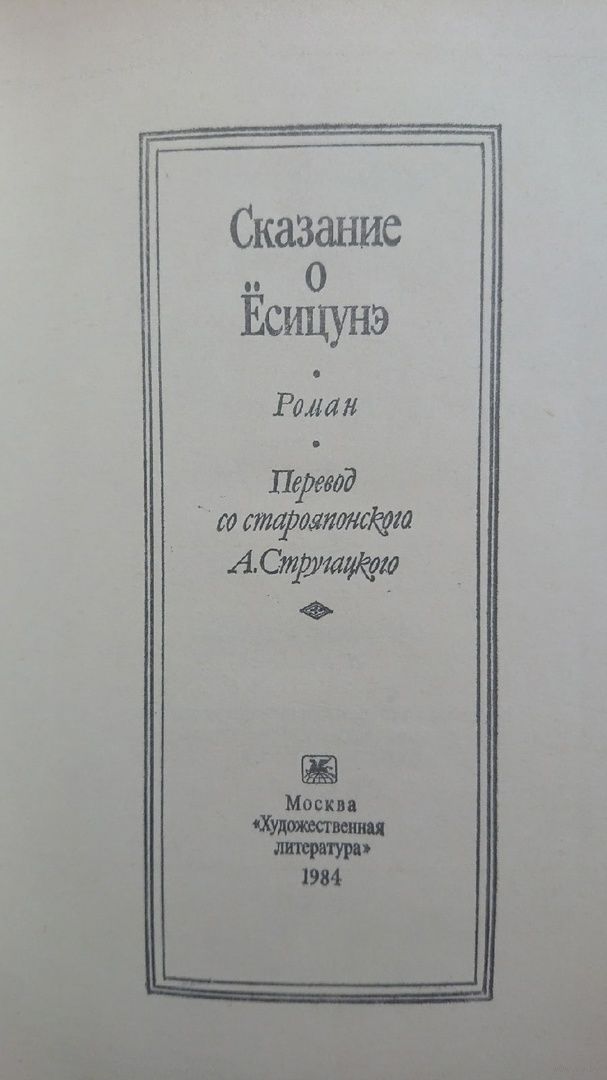 Сказание
о
Ёсицунэ
Роман
Перевод
со старояпонского
А.Стругацкого
Москва
«Художественная
литература»
1984